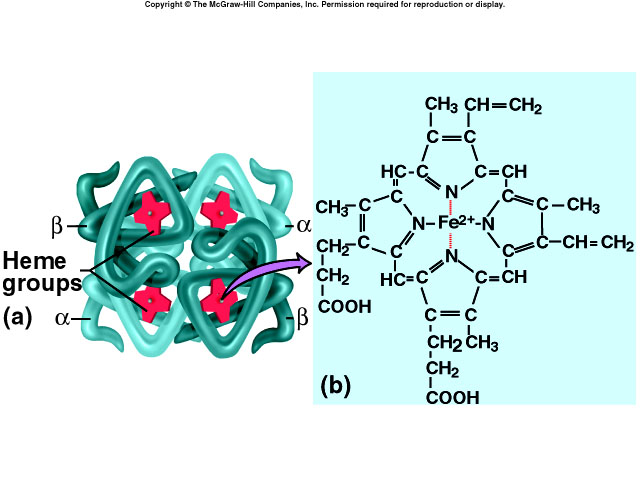 Copyright © The McGraw-Hill Companies, Inc. Permission required for reproduction or display.
β
α
Heme
groups
(a)
α
β
CH3 CH=CH2
C=C
HC C C CH
N
C C C
CH3 C C CH3
N Fe2+ N
CH2 C C CH=CH2
C N C
CH2 HC C C CH
COOH
C=C
CH2 CH3
CH2
(b)
COOH